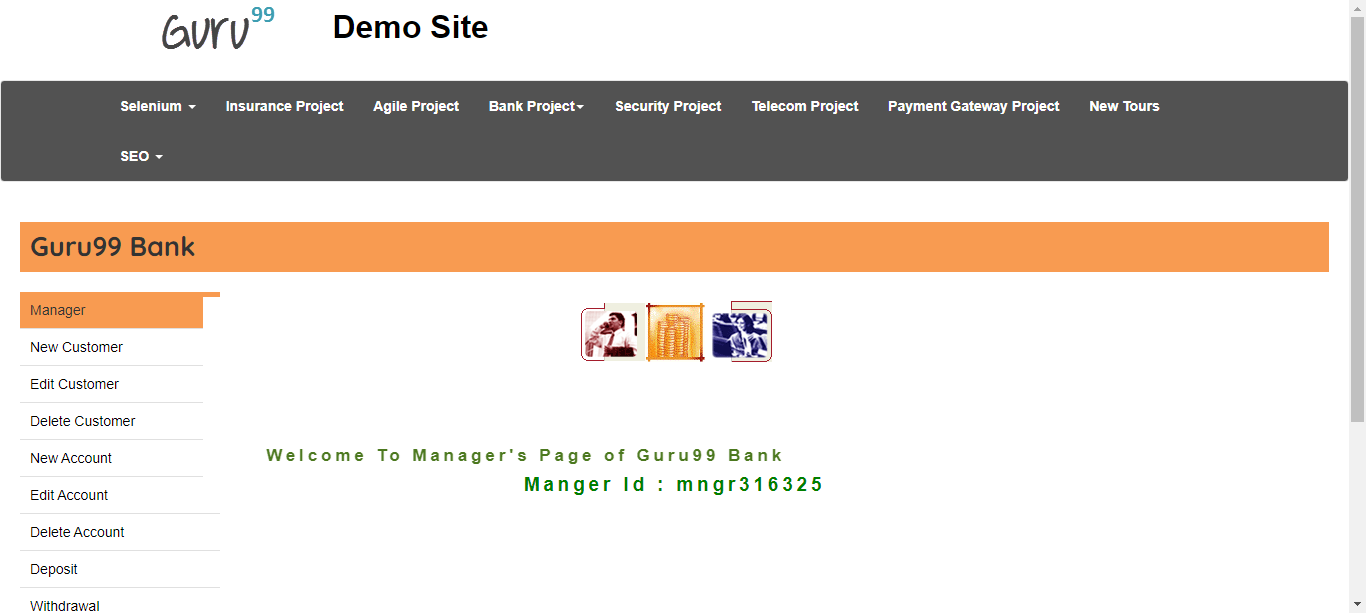 Guru99 Demo Site
Selenium Insurance Project Agile Project Bank Project Security Project Telecom Project Payment Gateway Project New Tours
SEO
Guru99 Bank
Manager
New Customer
Edit Customer
Delete Customer
New Account
Edit Account
Delete Account
Deposit
Withdrawal
Welcome To Manager's Page of Guru99 Bank
Manger Id : mngr316325